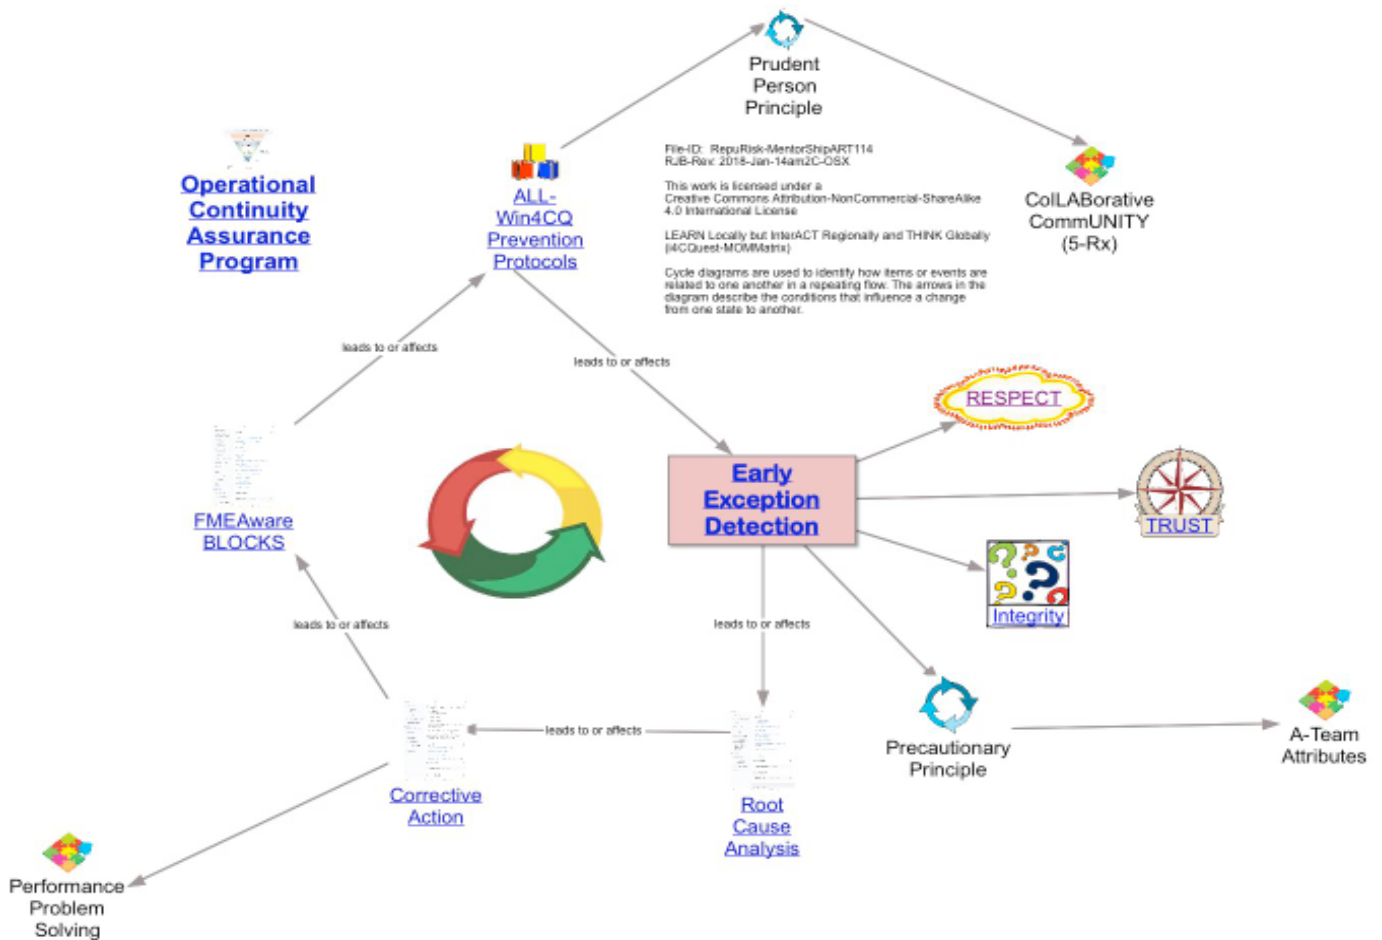 Prudent
Person
Principle
Operational
Continuity
Assurance
Program
ALL-
Win4CQ
Prevention
Protocols
File-ID:  RepuRisk-MentorShipART114
RJB-Rev: 2018-Jan-14am2C-OSX
This work is licensed under a
Creative Commons Attribution-NonCommercial-ShareAlike
4.0 International License
LEARN Locally but InterACT Regionally and THINK Globally
(i4CQuest-MOMMatrix)
Cycle diagrams are used to identify how items or events are
related to one another in a repeating flow. The arrows in the
diagram describe the conditions that influence a change
from one state to another.
ColLABorative
CommUNITY
(5-Rx)
leads to or affects
leads to or affects
RESPECT
Early
Exception
Detection
TRUST
FMEAware
BLOCKS
Integrity
leads to or affects
leads to or affects
leads to or affects
Precautionary
Principle
A-Team
Attributes
Corrective
Action
Root
Cause
Analysis
Performance
Problem
Solving